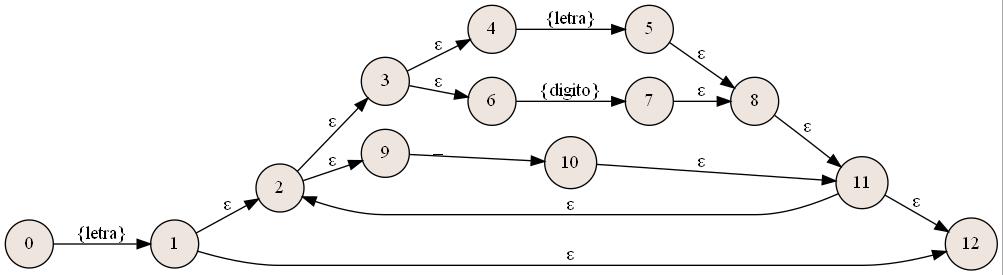 4 {letra} 5
ε ε
3 ε 6 {digito} 7 ε 8
ε ε
9 _ 10 ε
2 ε 11
ε ε ε
0 {letra} 1 12
ε